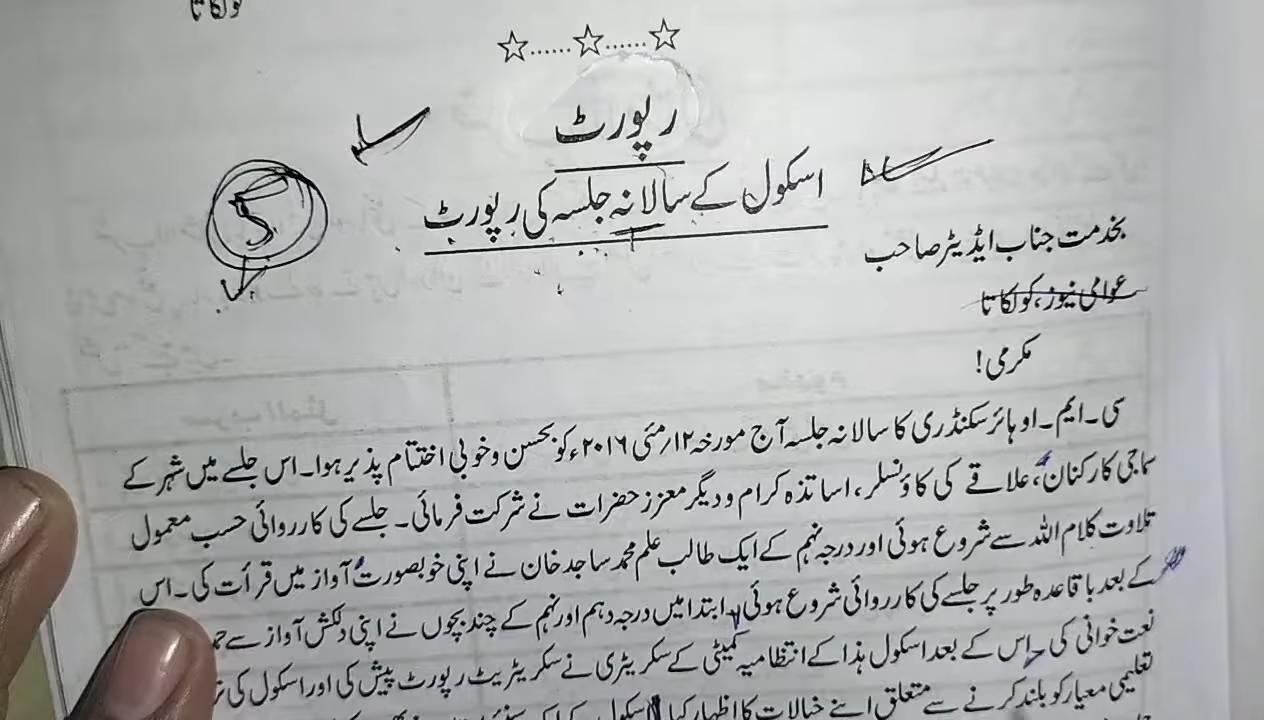 کولکاتا
☆......☆......☆
رپورٹ
اسکول کے سالانہ جلسہ کی رپورٹ
5
بخدمت جناب ایڈیٹر صاحب
عوامی نیوز، کولکاتا
مکرمی!
سی۔ایم۔او ہائر سکنڈری کا سالانہ جلسہ آج مورخہ ۱۲/مئی ۲۰۱۶ء کو بحسن و خوبی اختتام پذیر ہوا۔ اس جلسے میں شہر کے
سماجی کارکنان، علاقے کی کاؤنسلر، اساتذہ کرام و دیگر معزز حضرات نے شرکت فرمائی۔ جلسے کی کارروائی حسب معمول
تلاوت کلام اللہ سے شروع ہوئی اور درجہ نہم کے ایک طالب علم محمد ساجد خان نے اپنی خوبصورت آواز میں قرأت کی۔ اس
کے بعد باقاعدہ طور پر جلسے کی کارروائی شروع ہوئی۔ ابتدا میں درجہ دہم اور نہم کے چند بچوں نے اپنی دلکش آواز سے
نعت خوانی کی۔ اس کے بعد اسکول ہذا کے انتظامیہ کمیٹی کے سکریٹری نے سکریٹریٹ رپورٹ پیش کی اور اسکول کی
تعلیمی معیار کو بلند کرنے سے متعلق اپنے خیالات کا اظہار کیا۔ اسکول کے